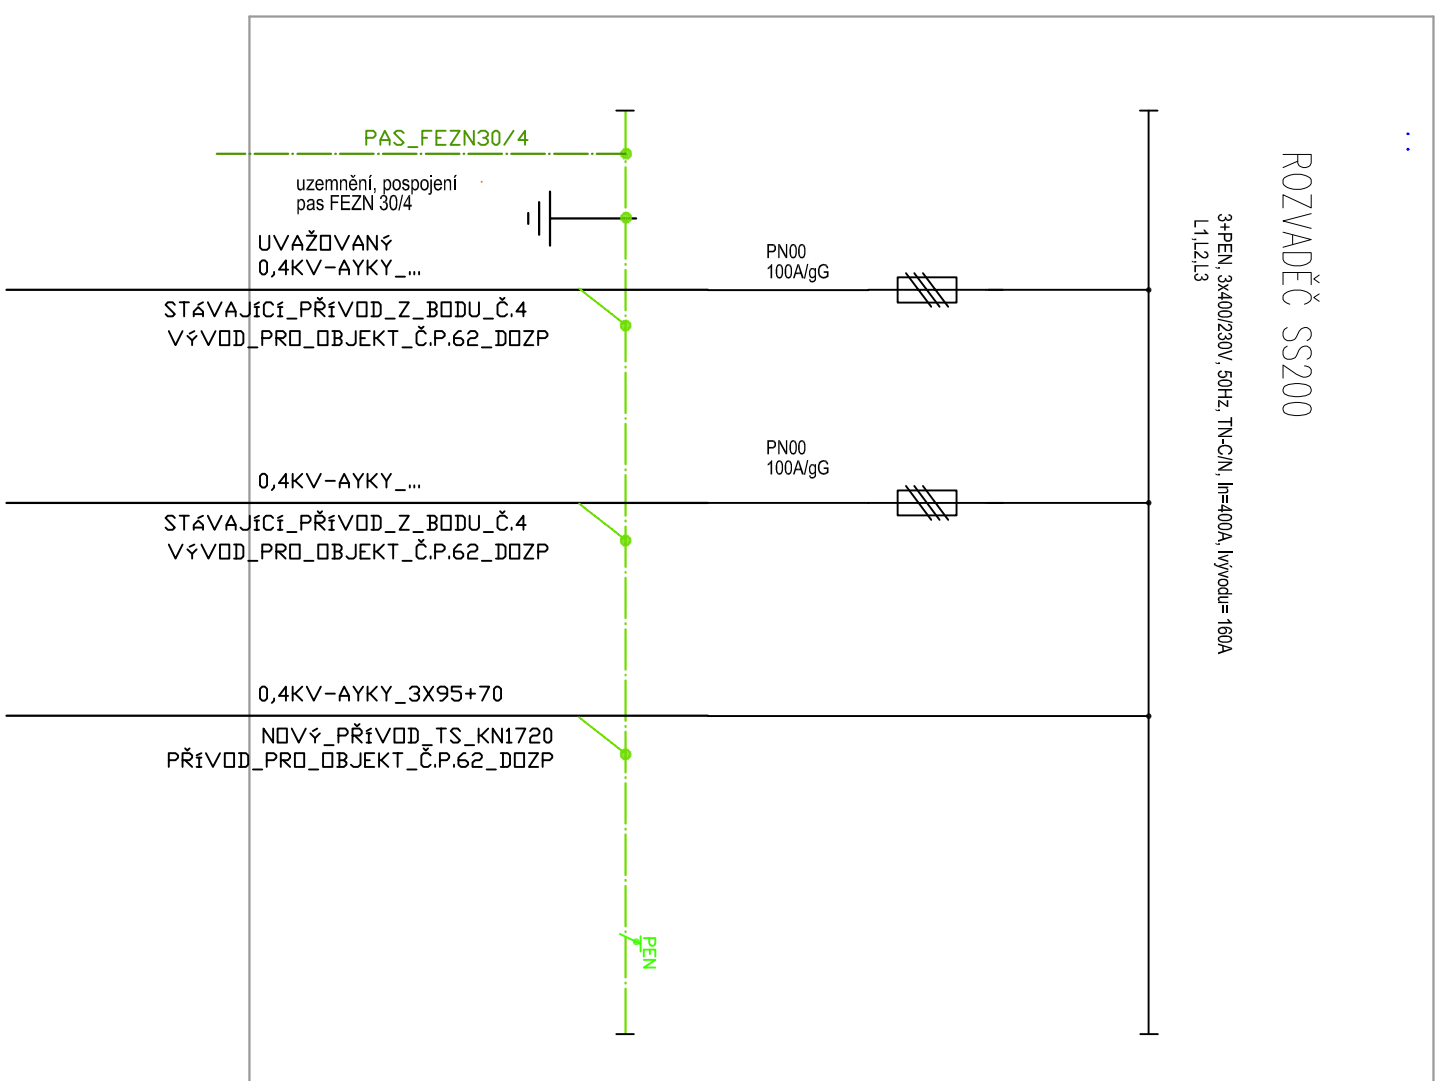 PAS_FEZN30/4
uzemnění, pospojení
pas FEZN 30/4
UVAŽOVANÝ
0,4KV-AYKY_...
STÁVAJÍCÍ_PŘÍVOD_Z_BODU_Č.4
VÝVOD_PRO_OBJEKT_Č.P.62_DOZP
PN00
100A/gG
0,4KV-AYKY_...
STÁVAJÍCÍ_PŘÍVOD_Z_BODU_Č.4
VÝVOD_PRO_OBJEKT_Č.P.62_DOZP
PN00
100A/gG
0,4KV-AYKY_3X95+70
NOVÝ_PŘÍVOD_TS_KN1720
PŘÍVOD_PRO_OBJEKT_Č.P.62_DOZP
PEN
ROZVADĚČ SS200
3+PEN, 3x400/230V, 50Hz, TN-C/N, In=400A, Ivývodu= 160A
L1,L2,L3